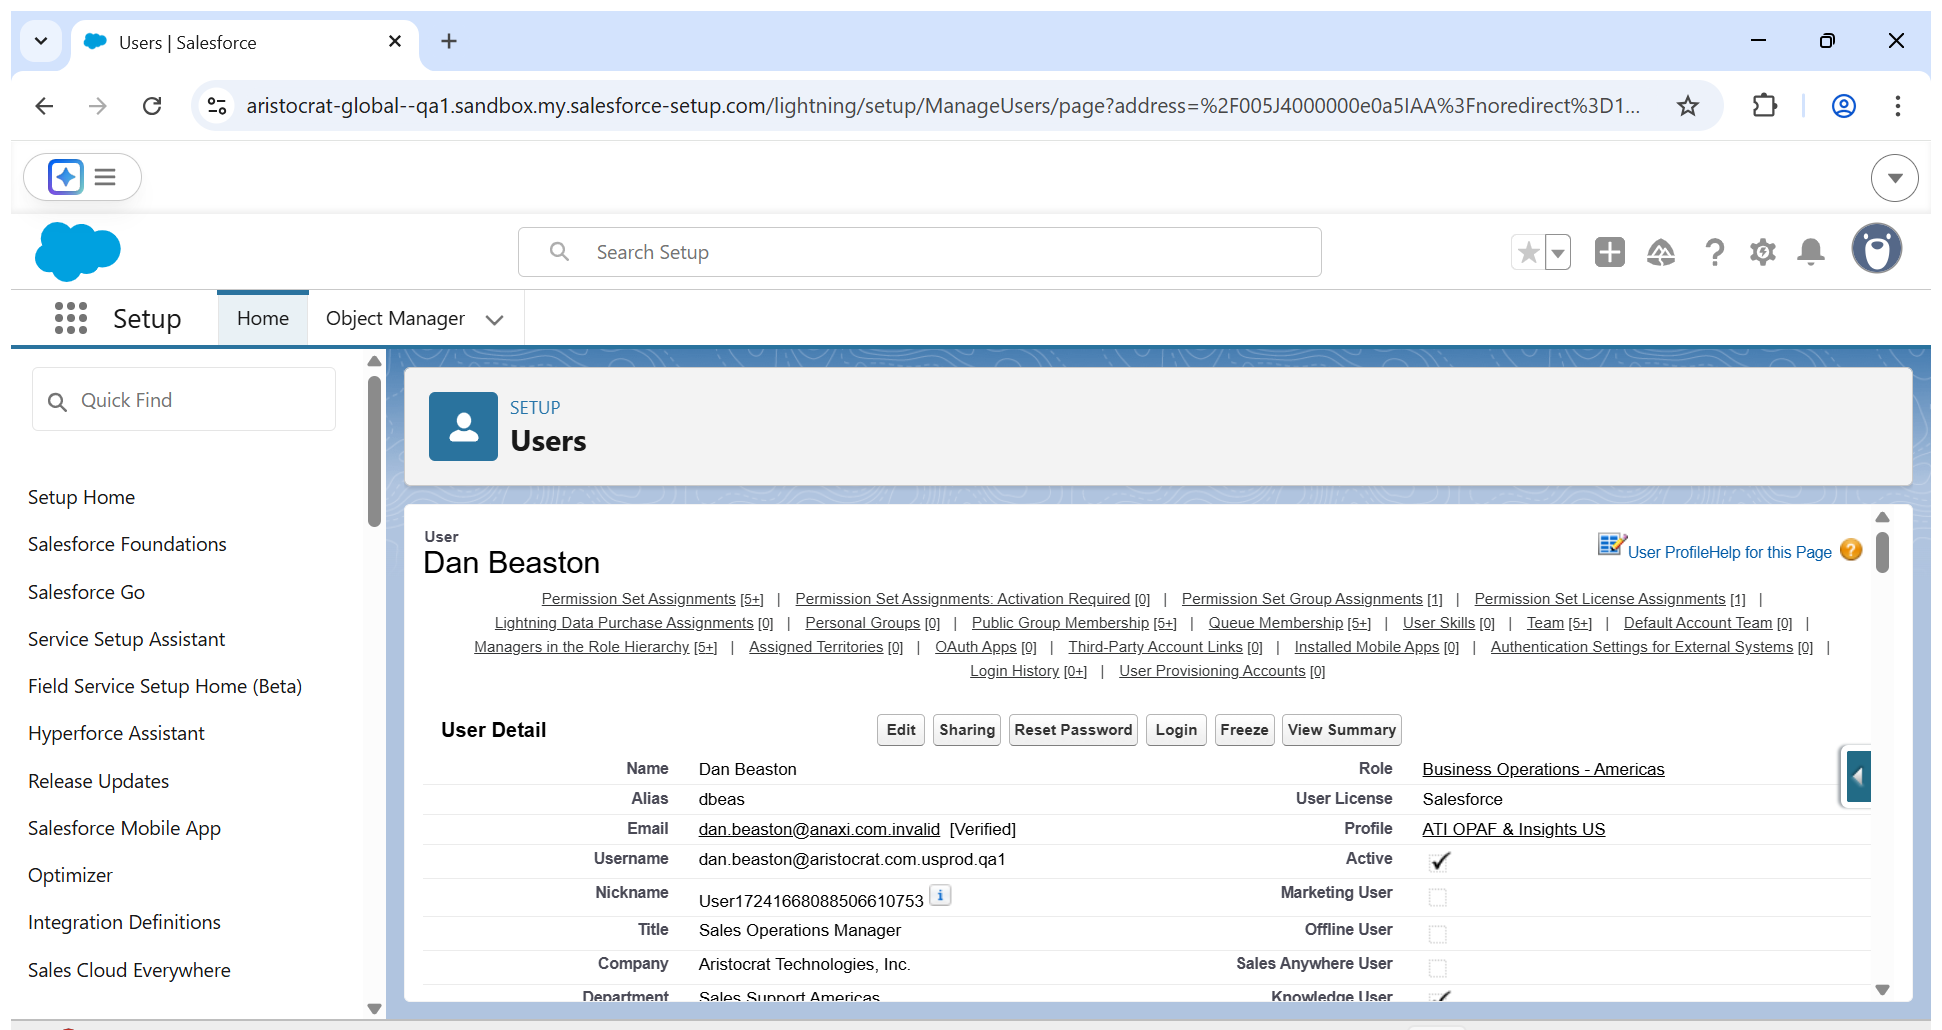 Users | Salesforce
aristocrat-global--qa1.sandbox.my.salesforce-setup.com/lightning/setup/ManageUsers/page?address=%2F005J4000000e0a5IAA%3Fnoredirect%3D1...
Search Setup
Setup
Home
Object Manager
Quick Find
Setup Home
Salesforce Foundations
Salesforce Go
Service Setup Assistant
Field Service Setup Home (Beta)
Hyperforce Assistant
Release Updates
Salesforce Mobile App
Optimizer
Integration Definitions
Sales Cloud Everywhere
SETUP
Users
User
Dan Beaston
User ProfileHelp for this Page
Permission Set Assignments [5+] | Permission Set Assignments: Activation Required [0] | Permission Set Group Assignments [1] | Permission Set License Assignments [1] |
Lightning Data Purchase Assignments [0] | Personal Groups [0] | Public Group Membership [5+] | Queue Membership [5+] | User Skills [0] | Team [5+] | Default Account Team [0] |
Managers in the Role Hierarchy [5+] | Assigned Territories [0] | OAuth Apps [0] | Third-Party Account Links [0] | Installed Mobile Apps [0] | Authentication Settings for External Systems [0] |
Login History [0+] | User Provisioning Accounts [0]
User Detail
Edit Sharing Reset Password Login Freeze View Summary
Name Dan Beaston Role Business Operations - Americas
Alias dbeas User License Salesforce
Email dan.beaston@anaxi.com.invalid [Verified] Profile ATI OPAF & Insights US
Username dan.beaston@aristocrat.com.usprod.qa1 Active
Nickname User17241668088506610753 Marketing User
Title Sales Operations Manager Offline User
Company Aristocrat Technologies, Inc. Sales Anywhere User
Department Sales Support Americas Knowledge User